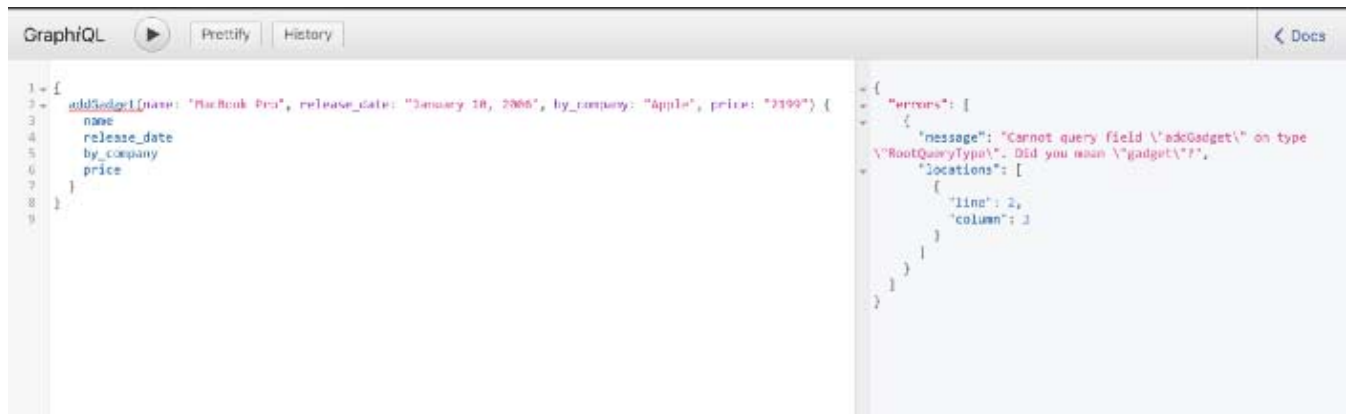 GraphiQL Prettify History < Docs
1 {
2 addGadget(name: "MacBook Pro", release_date: "January 10, 2006", by_company: "Apple", price: "2199") {
3 name
4 release_date
5 by_company
6 price
7 }
8 }
9
{
"errors": [
{
"message": "Cannot query field \"addGadget\" on type
\"RootQueryType\". Did you mean \"gadget\"?",
"locations": [
{
"line": 2,
"column": 3
}
]
}
]
}